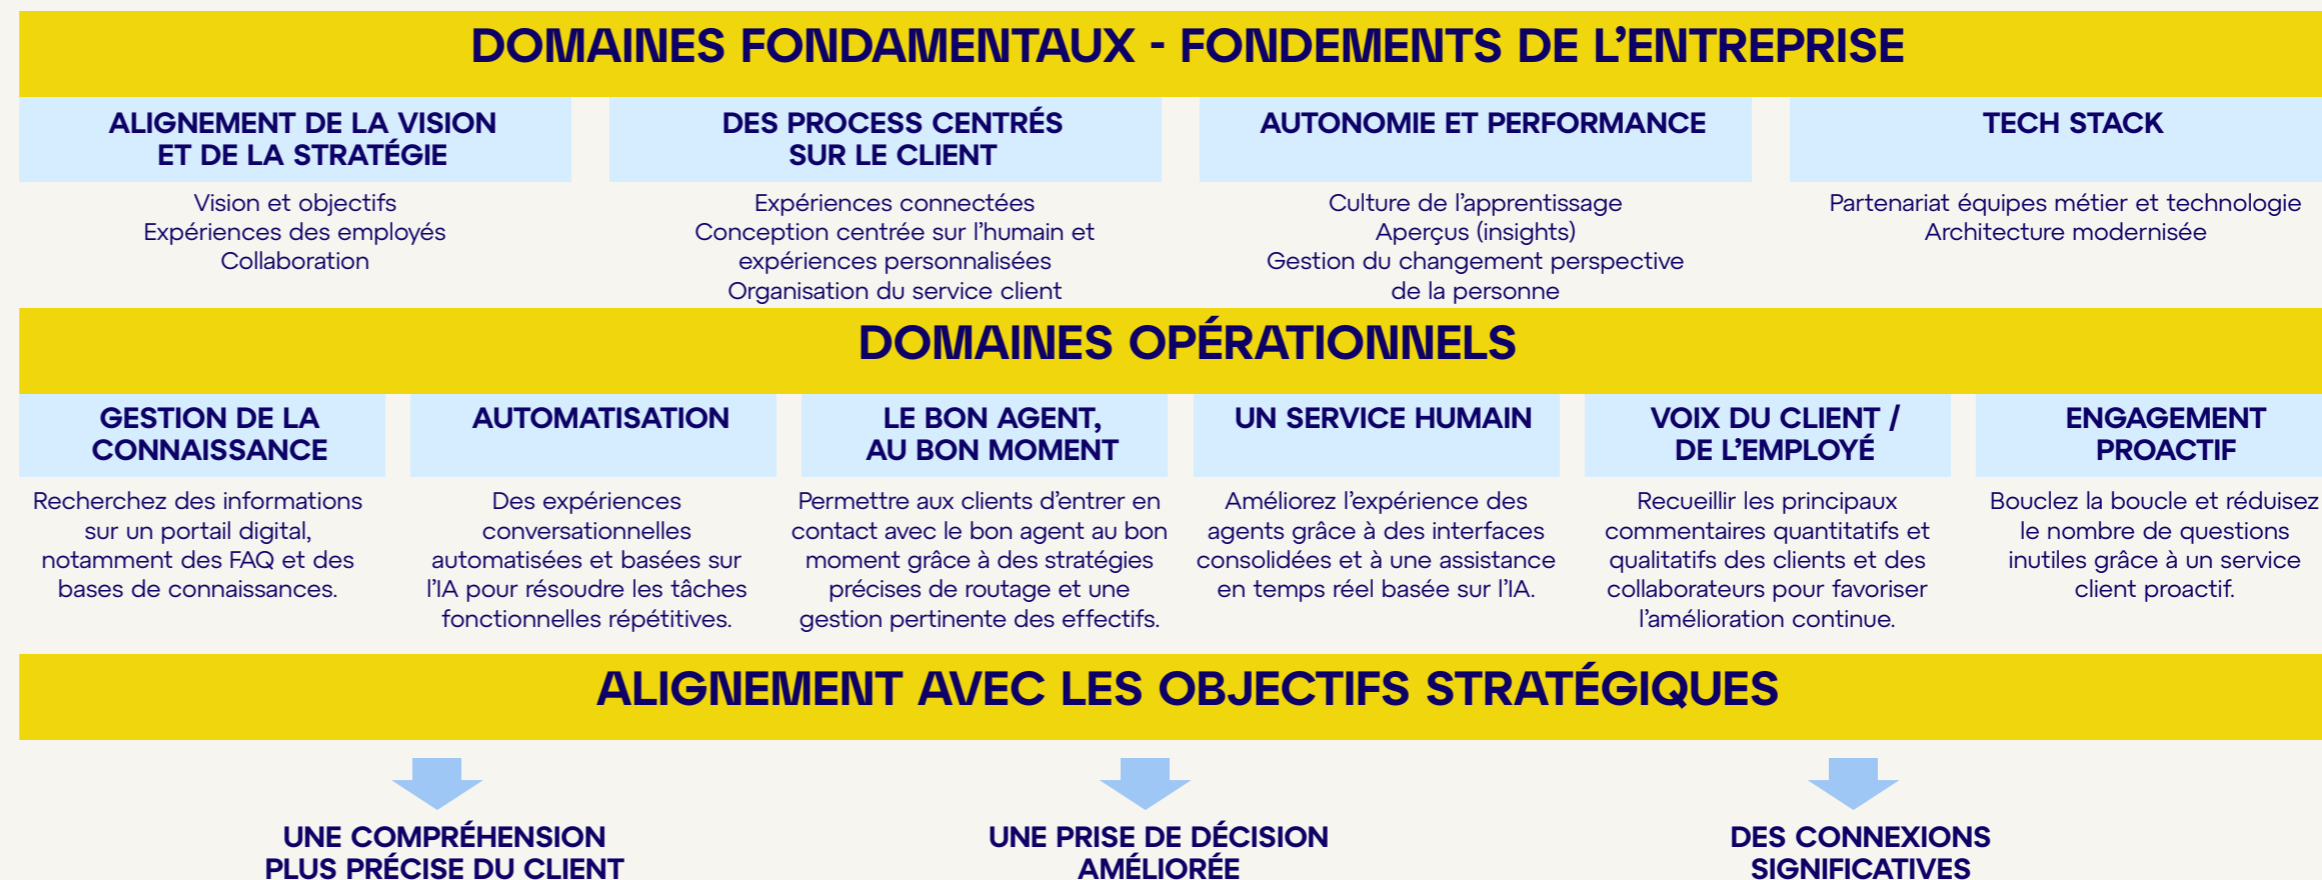 DOMAINES FONDAMENTAUX - FONDEMENTS DE L’ENTREPRISE
ALIGNEMENT DE LA VISION
ET DE LA STRATÉGIE
Vision et objectifs
Expériences des employés
Collaboration
DES PROCESS CENTRÉS
SUR LE CLIENT
Expériences connectées
Conception centrée sur l’humain et
expériences personnalisées
Organisation du service client
AUTONOMIE ET PERFORMANCE
Culture de l’apprentissage
Aperçus (insights)
Gestion du changement perspective
de la personne
TECH STACK
Partenariat équipes métier et technologie
Architecture modernisée
DOMAINES OPÉRATIONNELS
GESTION DE LA
CONNAISSANCE
Recherchez des informations
sur un portail digital,
notamment des FAQ et des
bases de connaissances.
AUTOMATISATION
Des expériences
conversationnelles
automatisées et basées sur
l’IA pour résoudre les tâches
fonctionnelles répétitives.
LE BON AGENT,
AU BON MOMENT
Permettre aux clients d’entrer en
contact avec le bon agent au bon
moment grâce à des stratégies
précises de routage et une
gestion pertinente des effectifs.
UN SERVICE HUMAIN
Améliorez l’expérience des
agents grâce à des interfaces
consolidées et à une assistance
en temps réel basée sur l’IA.
VOIX DU CLIENT /
DE L’EMPLOYÉ
Recueillir les principaux
commentaires quantitatifs et
qualitatifs des clients et des
collaborateurs pour favoriser
l’amélioration continue.
ENGAGEMENT
PROACTIF
Bouclez la boucle et réduisez
le nombre de questions
inutiles grâce à un service
client proactif.
ALIGNEMENT AVEC LES OBJECTIFS STRATÉGIQUES
UNE COMPRÉHENSION
PLUS PRÉCISE DU CLIENT
UNE PRISE DE DÉCISION
AMÉLIORÉE
DES CONNEXIONS
SIGNIFICATIVES